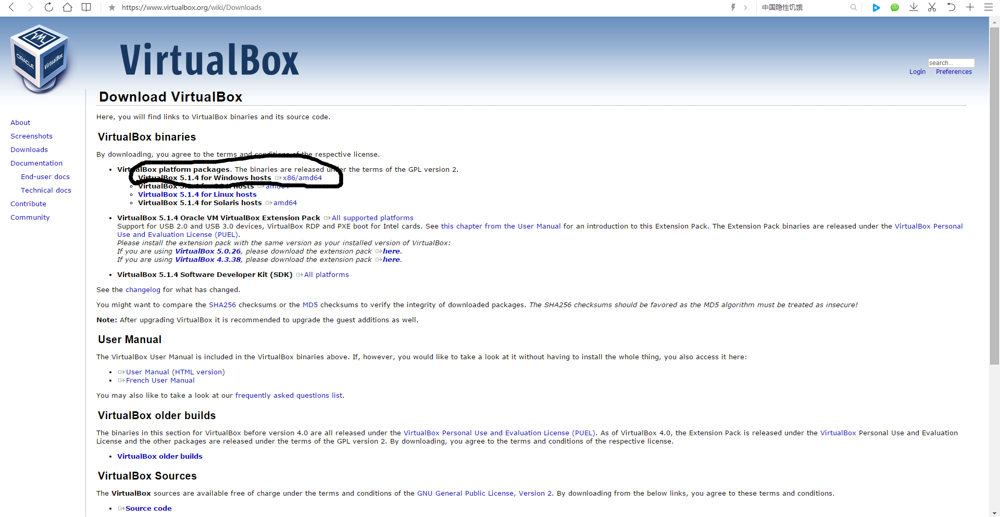 https://www.virtualbox.org/wiki/Downloads
中国隐性饥饿
ORACLE
VirtualBox
VirtualBox
search...
Login Preferences
About
Screenshots
Downloads
Documentation
End-user docs
Technical docs
Contribute
Community
Download VirtualBox
Here, you will find links to VirtualBox binaries and its source code.
VirtualBox binaries
By downloading, you agree to the terms and conditions of the respective license.
VirtualBox platform packages. The binaries are released under the terms of the GPL version 2.
VirtualBox 5.1.4 for Windows hosts x86/amd64
VirtualBox 5.1.4 for OSX hosts amd64
VirtualBox 5.1.4 for Linux hosts
VirtualBox 5.1.4 for Solaris hosts amd64
VirtualBox 5.1.4 Oracle VM VirtualBox Extension Pack All supported platforms
Support for USB 2.0 and USB 3.0 devices, VirtualBox RDP and PXE boot for Intel cards. See this chapter from the User Manual for an introduction to this Extension Pack. The Extension Pack binaries are released under the VirtualBox Personal
Use and Evaluation License (PUEL).
Please install the extension pack with the same version as your installed version of VirtualBox:
If you are using VirtualBox 5.0.26, please download the extension pack here.
If you are using VirtualBox 4.3.38, please download the extension pack here.
VirtualBox 5.1.4 Software Developer Kit (SDK) All platforms
See the changelog for what has changed.
You might want to compare the SHA256 checksums or the MD5 checksums to verify the integrity of downloaded packages. The SHA256 checksums should be favored as the MD5 algorithm must be treated as insecure!
Note: After upgrading VirtualBox it is recommended to upgrade the guest additions as well.
User Manual
The VirtualBox User Manual is included in the VirtualBox binaries above. If, however, you would like to take a look at it without having to install the whole thing, you also access it here:
User Manual (HTML version)
French User Manual
You may also like to take a look at our frequently asked questions list.
VirtualBox older builds
The binaries in this section for VirtualBox before version 4.0 are all released under the VirtualBox Personal Use and Evaluation License (PUEL). As of VirtualBox 4.0, the Extension Pack is released under the VirtualBox Personal Use and Evaluation
License and the other packages are released under the terms of the GPL version 2. By downloading, you agree to the terms and conditions of the respective license.
VirtualBox older builds
VirtualBox Sources
The VirtualBox sources are available free of charge under the terms and conditions of the GNU General Public License, Version 2. By downloading from the below links, you agree to these terms and conditions.
Source code